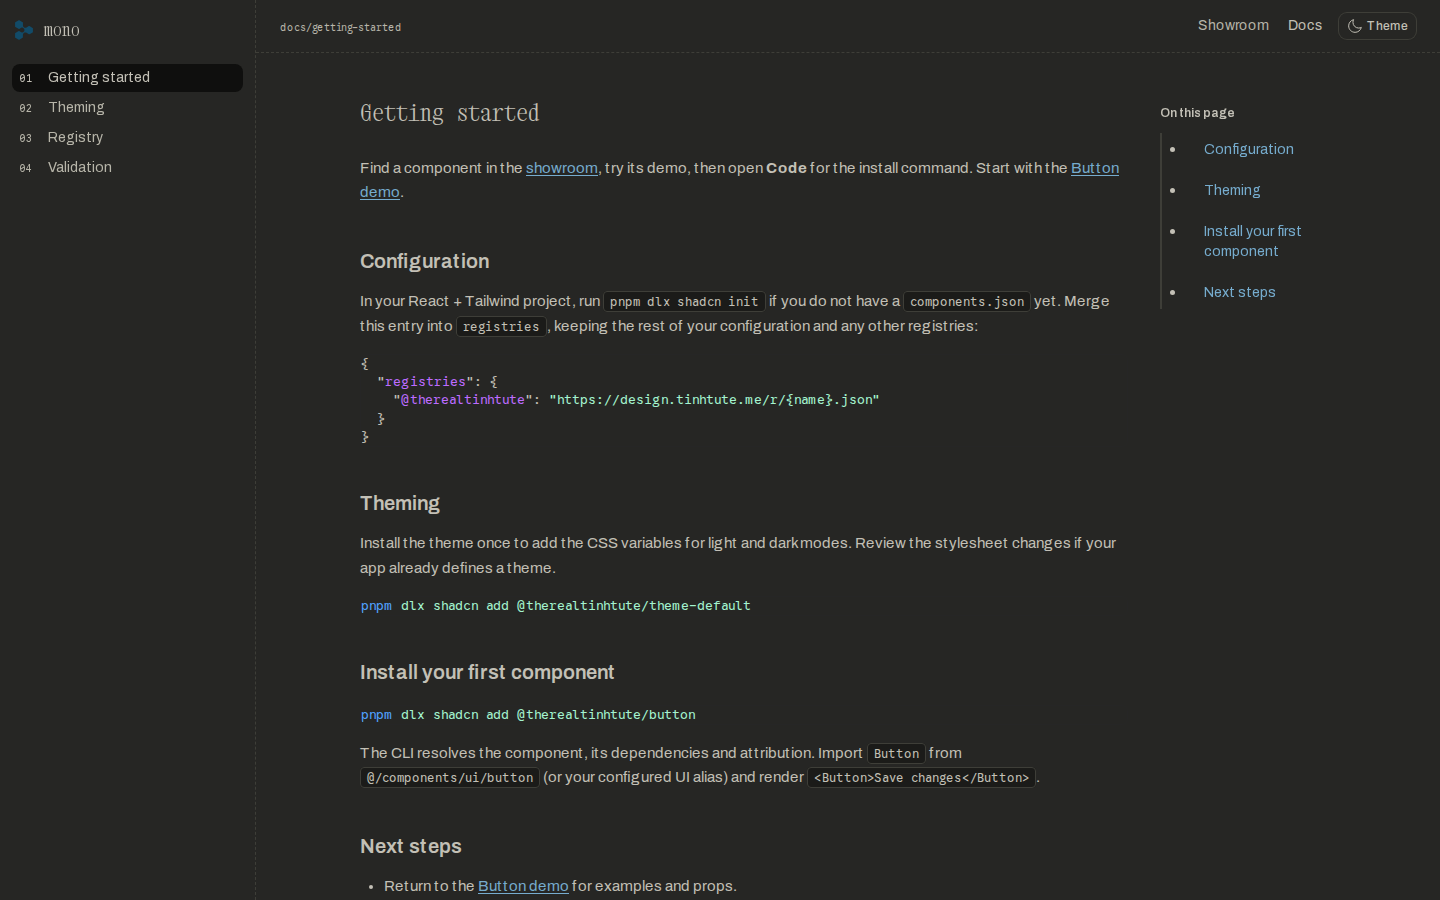 mono
01 Getting started
02 Theming
03 Registry
04 Validation
docs/getting-started
Showroom Docs Theme
Getting started
Find a component in the showroom, try its demo, then open Code for the install command. Start with the Button
demo.
Configuration
In your React + Tailwind project, run pnpm dlx shadcn init if you do not have a components.json yet. Merge
this entry into registries, keeping the rest of your configuration and any other registries:
{
"registries": {
"@therealtinhtute": "https://design.tinhtute.me/r/{name}.json"
}
}
Theming
Install the theme once to add the CSS variables for light and dark modes. Review the stylesheet changes if your
app already defines a theme.
pnpm dlx shadcn add @therealtinhtute/theme-default
Install your first component
pnpm dlx shadcn add @therealtinhtute/button
The CLI resolves the component, its dependencies and attribution. Import Button from
@/components/ui/button (or your configured UI alias) and render <Button>Save changes</Button>.
Next steps
• Return to the Button demo for examples and props.
On this page
• Configuration
• Theming
• Install your first
component
• Next steps